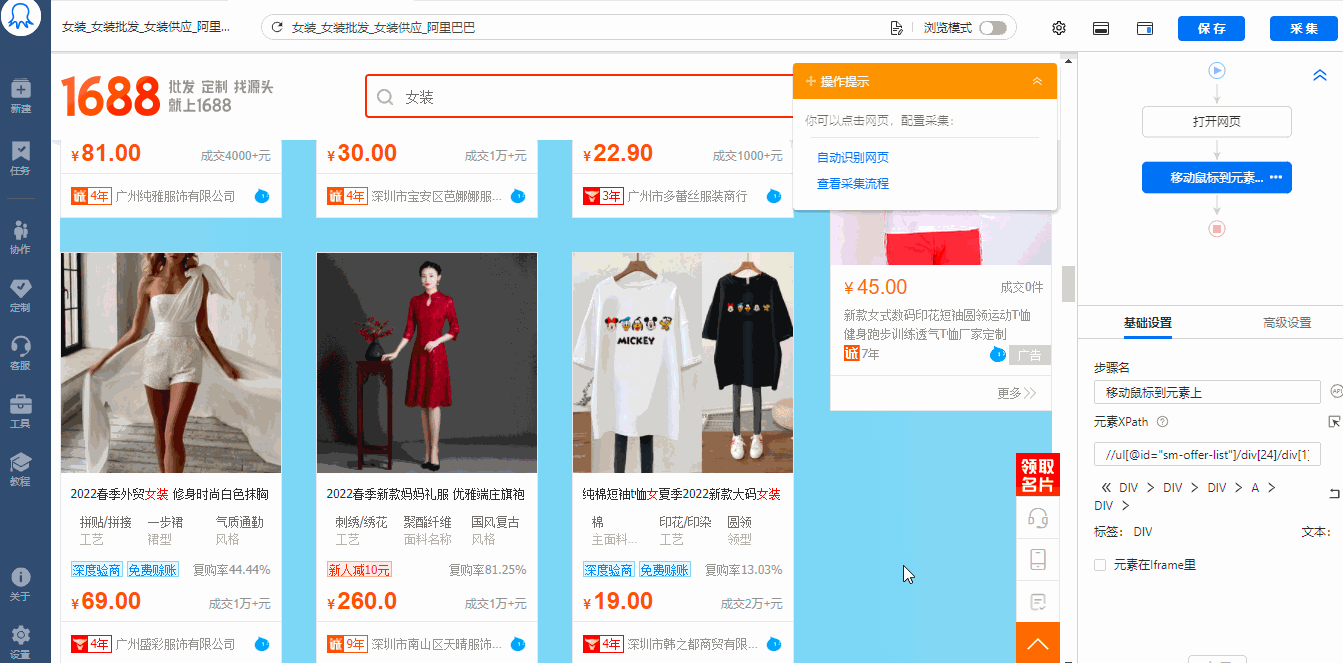 女装_女装批发_女装供应_阿里...
女装_女装批发_女装供应_阿里巴巴
浏览模式
保存
采集
新建
任务
协作
定制
客服
工具
教程
关于
设置
1688
批发 定制 找源头
就上1688
女装
操作提示
你可以点击网页，配置采集：
自动识别网页
查看采集流程
¥81.00 成交4000+元
4年 广州纯雅服饰有限公司
¥30.00 成交1万+元
4年 深圳市宝安区芭娜娜服...
¥22.90 成交1000+元
3年 广州市多蕾丝服装商行
MICKEY
2022春季外贸女装 修身时尚白色抹胸
拼贴/拼接 一步裙 气质通勤
工艺 裙型 风格
深度验商 免费赊账 复购率44.44%
¥69.00 成交1万+元
4年 广州盛彩服饰有限公司
2022春季新款妈妈礼服 优雅端庄旗袍
刺绣/绣花 聚酯纤维 国风复古
工艺 面料名称 风格
新人减10元 复购率81.25%
¥260.0 成交1万+元
9年 深圳市南山区天晴服饰...
纯棉短袖t恤女夏季2022新款大码女装
棉 印花/印染 圆领
主面料... 工艺 领型
深度验商 免费赊账 复购率13.03%
¥19.00 成交2万+元
4年 深圳市韩之都商贸有限...
¥45.00 成交0件
新款女式数码印花短袖圆领运动T恤
健身跑步训练透气T恤厂家定制
诚 7年 广告
更多
领取
名片
打开网页
移动鼠标到元素... •••
基础设置 高级设置
步骤名
移动鼠标到元素上
元素XPath
//ul[@id="sm-offer-list"]/div[24]/div[1]
« DIV > DIV > DIV > A >
DIV >
标签： DIV 文本：
元素在Iframe里